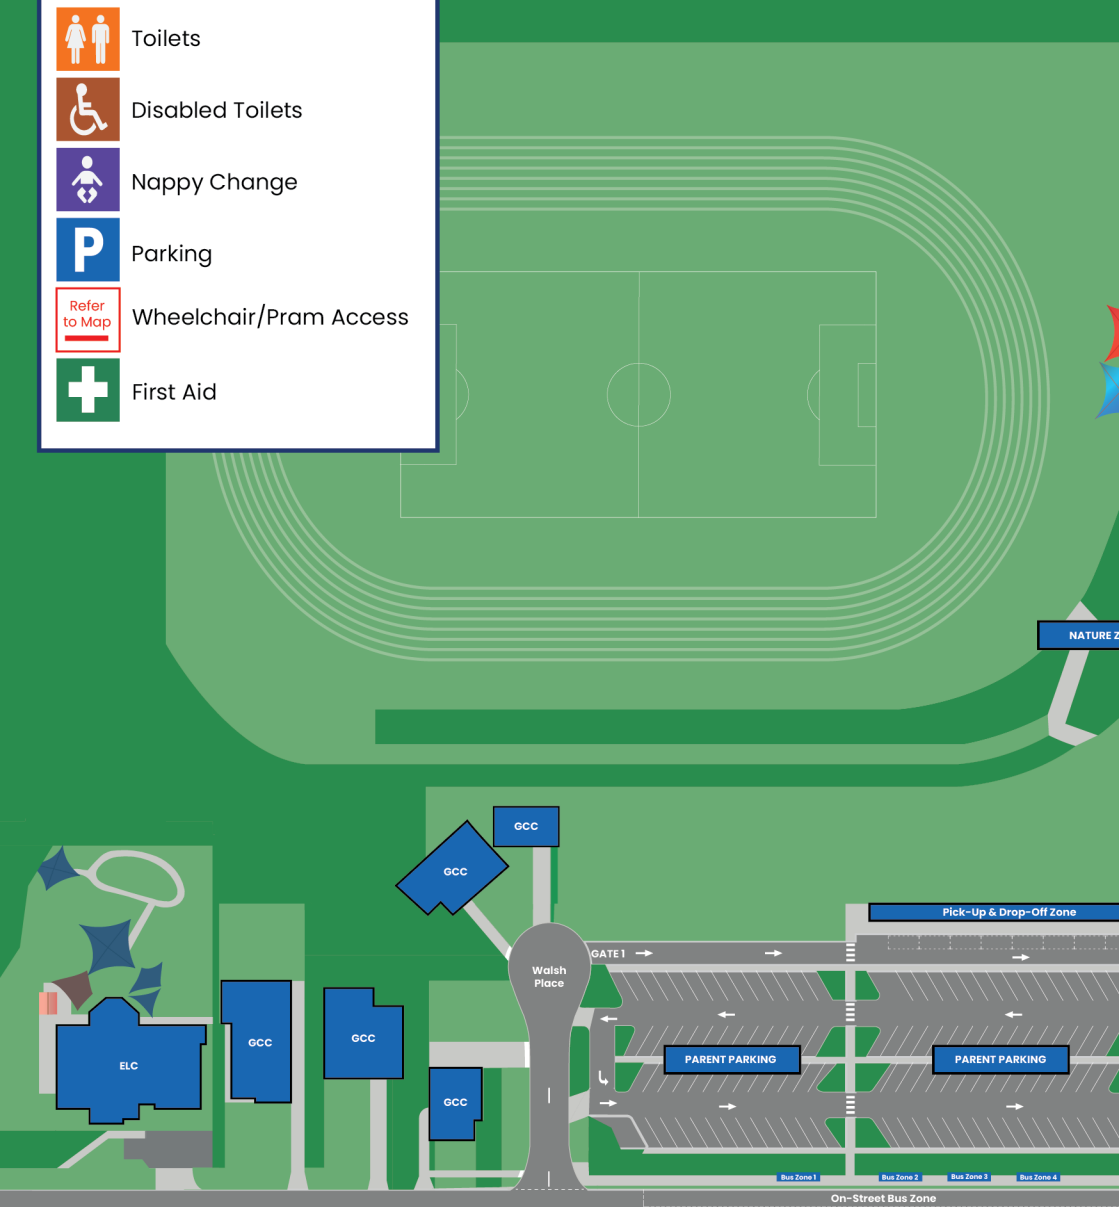 Toilets
Disabled Toilets
Nappy Change
P
Parking
Refer
to Map
Wheelchair/Pram Access
First Aid
NATURE Z
GCC
GCC
Pick-Up & Drop-Off Zone
GATE 1
Walsh
Place
GCC
GCC
ELC
PARENT PARKING
PARENT PARKING
GCC
Bus Zone 1
Bus Zone 2
Bus Zone 3
Bus Zone 4
On-Street Bus Zone